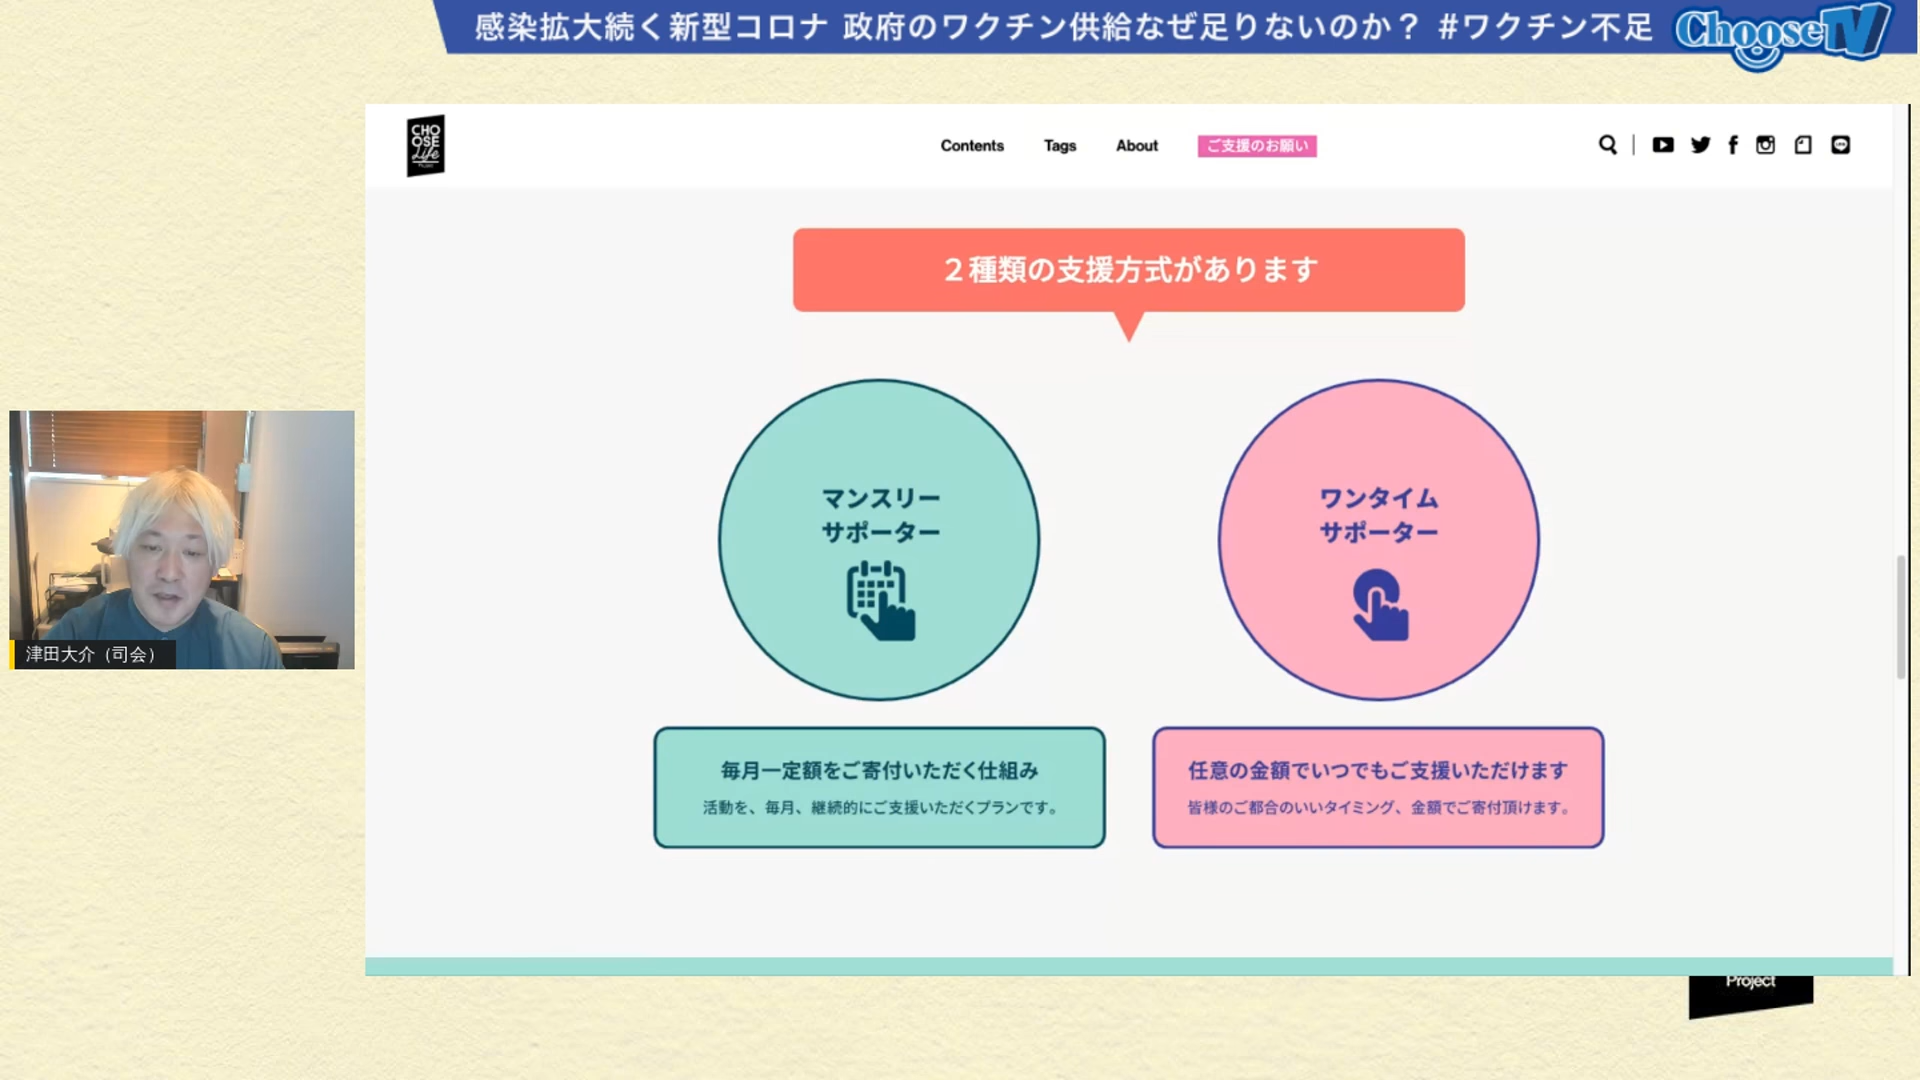 感染拡大続く新型コロナ 政府のワクチン供給なぜ足りないのか？ #ワクチン不足
ChooseTV
CHO
OSE
Life
Contents
Tags
About
ご支援のお願い
２種類の支援方式があります
マンスリー
サポーター
ワンタイム
サポーター
毎月一定額をご寄付いただく仕組み
活動を、毎月、継続的にご支援いただくプランです。
任意の金額でいつでもご支援いただけます
皆様のご都合のいいタイミング、金額でご寄付頂けます。
津田大介（司会）
Project